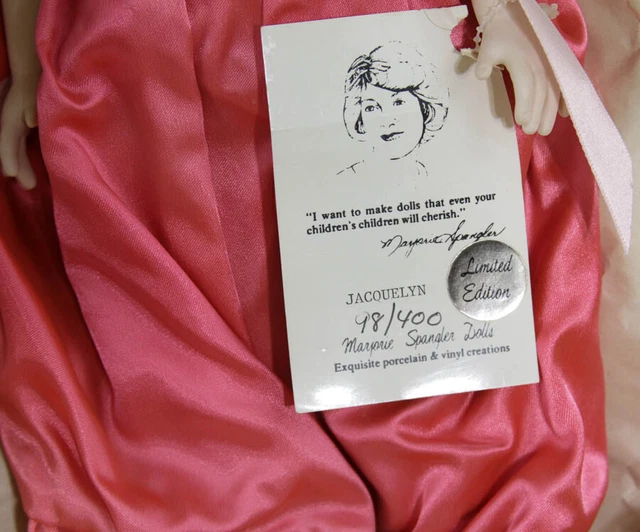 "I want to make dolls that even your
children's children will cherish."
Marjorie Spangler
Limited
Edition
JACQUELYN
98/400
Marjorie Spangler Dolls
Exquisite porcelain & vinyl creations